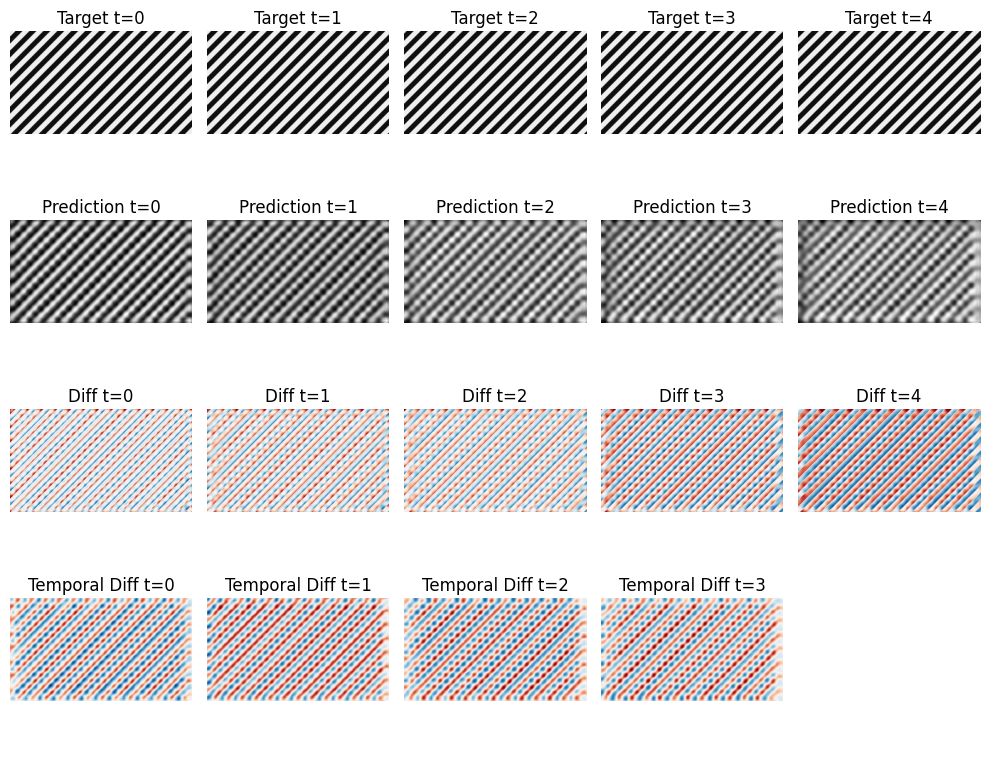 Target t=0
Target t=1
Target t=2
Target t=3
Target t=4
Prediction t=0
Prediction t=1
Prediction t=2
Prediction t=3
Prediction t=4
Diff t=0
Diff t=1
Diff t=2
Diff t=3
Diff t=4
Temporal Diff t=0
Temporal Diff t=1
Temporal Diff t=2
Temporal Diff t=3